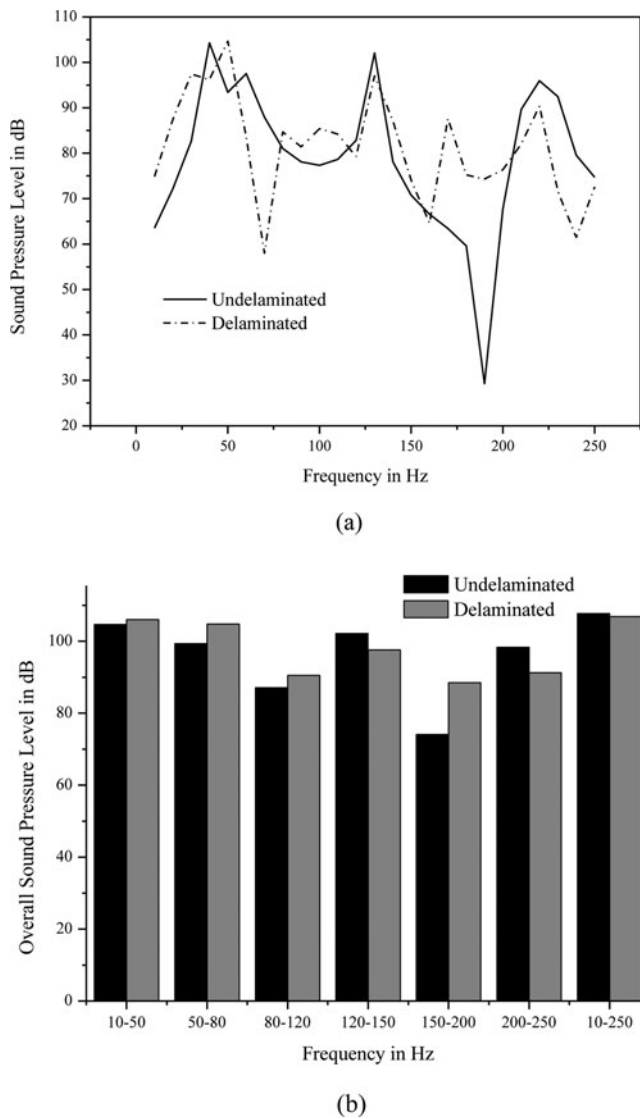 110
100
90
80
70
60
50
40
30
20
Sound Pressure Level in dB
Undelaminated
Delaminated
0 50 100 150 200 250
Frequency in Hz
(a)
Undelaminated
Delaminated
100
80
60
40
20
0
Overall Sound Pressure Level in dB
10-50 50-80 80-120 120-150 150-200 200-250 10-250
Frequency in Hz
(b)